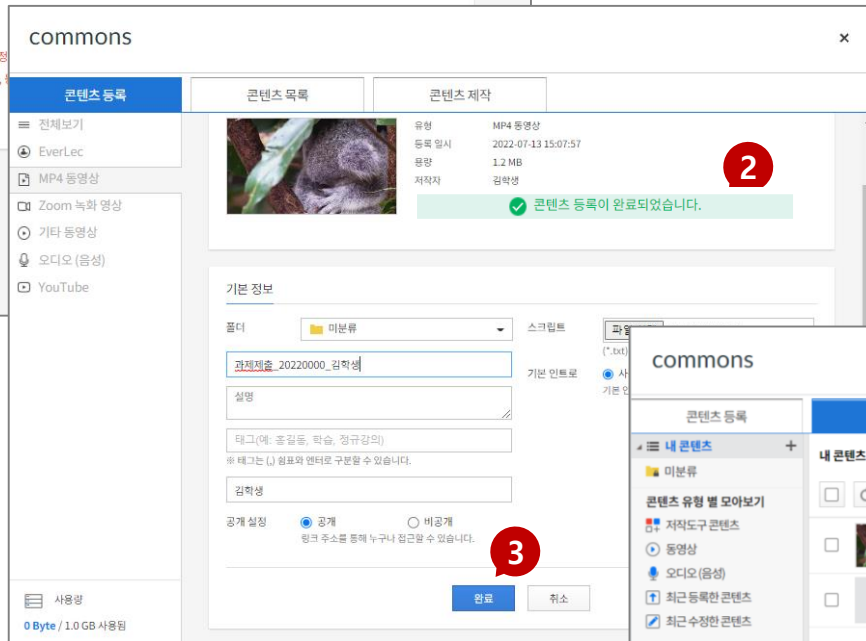 commons
×
콘텐츠 등록
콘텐츠 목록
콘텐츠 제작
전체보기
EverLec
MP4 동영상
Zoom 녹화 영상
기타 동영상
오디오 (음성)
YouTube
유형 MP4 동영상
등록 일시 2022-07-13 15:07:57
용량 1.2 MB
저작자 김학생
2
콘텐츠 등록이 완료되었습니다.
기본 정보
폴더 미분류
스크립트
(*.txt)
과제제출_20220000_김학생
기본 인트로
설명
태그(예: 홍길동, 학습, 정규강의)
※ 태그는 (,) 쉼표와 엔터로 구분할 수 있습니다.
김학생
공개 설정 공개 비공개
링크 주소를 통해 누구나 접근할 수 있습니다.
3
완료 취소
사용량
0 Byte / 1.0 GB 사용됨
commons
콘텐츠 등록
내 콘텐츠 +
미분류
콘텐츠 유형 별 모아보기
저작도구 콘텐츠
동영상
오디오 (음성)
최근 등록한 콘텐츠
최근 수정한 콘텐츠
내 콘텐츠